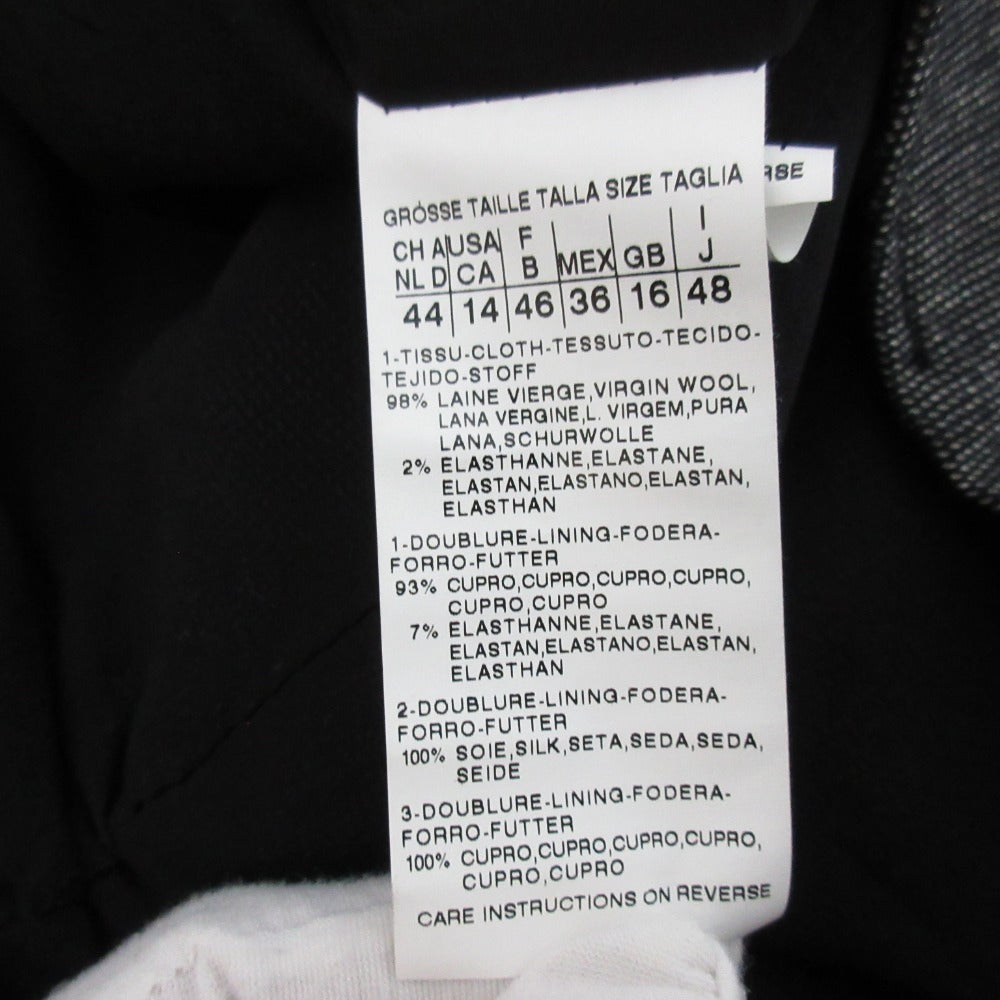 GRÖSSE TAILLE TALLA SIZE TAGLIA
CH A USA F MEX GB I
NL D CA B J
44 14 46 36 16 48
1-TISSU-CLOTH-TESSUTO-TECIDO-
TEJIDO-STOFF
98% LAINE VIERGE,VIRGIN WOOL,
LANA VERGINE,L. VIRGEM,PURA
LANA,SCHURWOLLE
2% ELASTHANNE,ELASTANE,
ELASTAN,ELASTANO,ELASTAN,
ELASTHAN
1-DOUBLURE-LINING-FODERA-
FORRO-FUTTER
93% CUPRO,CUPRO,CUPRO,CUPRO,
CUPRO,CUPRO
7% ELASTHANNE,ELASTANE,
ELASTAN,ELASTANO,ELASTAN,
ELASTHAN
2-DOUBLURE-LINING-FODERA-
FORRO-FUTTER
100% SOIE,SILK,SETA,SEDA,SEDA,
SEIDE
3-DOUBLURE-LINING-FODERA-
FORRO-FUTTER
100% CUPRO,CUPRO,CUPRO,CUPRO,
CUPRO,CUPRO
CARE INSTRUCTIONS ON REVERSE